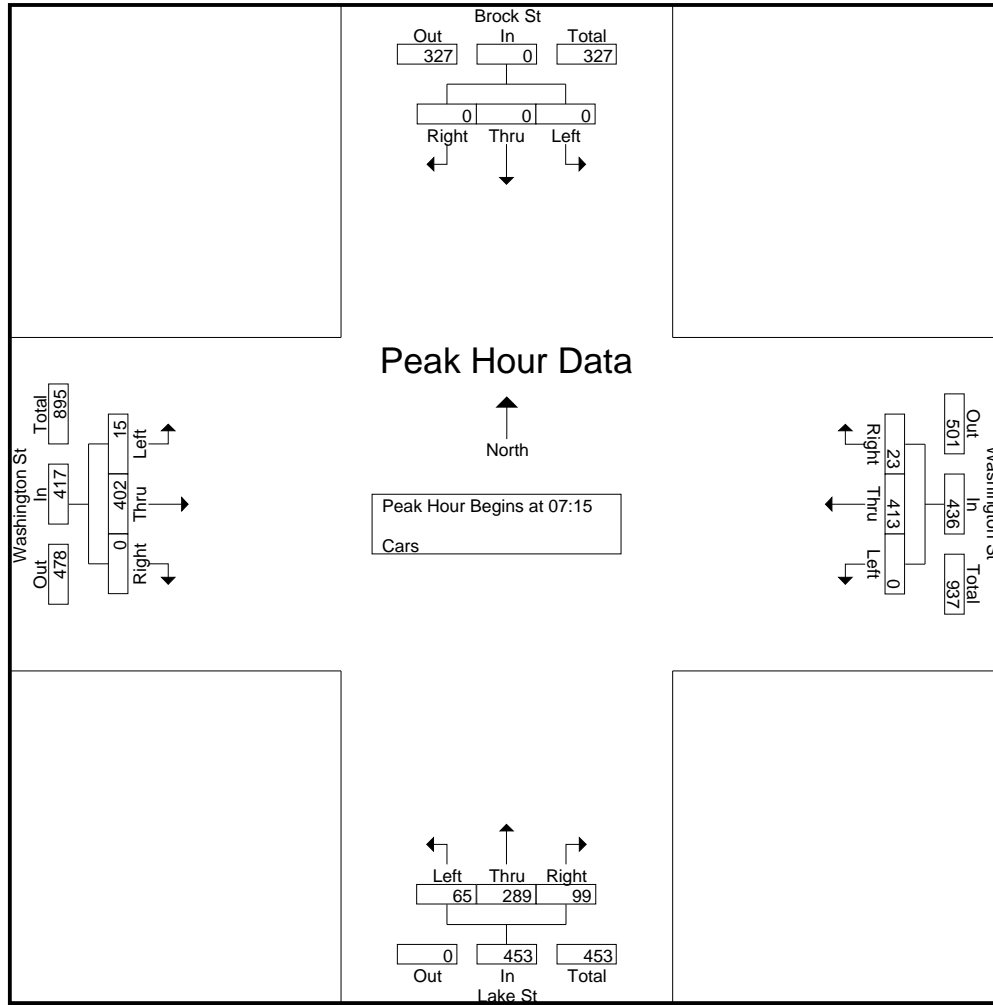 Brock St
Out In Total
327 0 327
0 0 0
Right Thru Left
Peak Hour Data
North
Peak Hour Begins at 07:15
Cars
Washington St
Total In Out
895 417 478
15 402 0
Left Thru Right
Washington St
Out In Total
501 436 937
23 413 0
Right Thru Left
Left Thru Right
65 289 99
0 453 453
Out In Total
Lake St